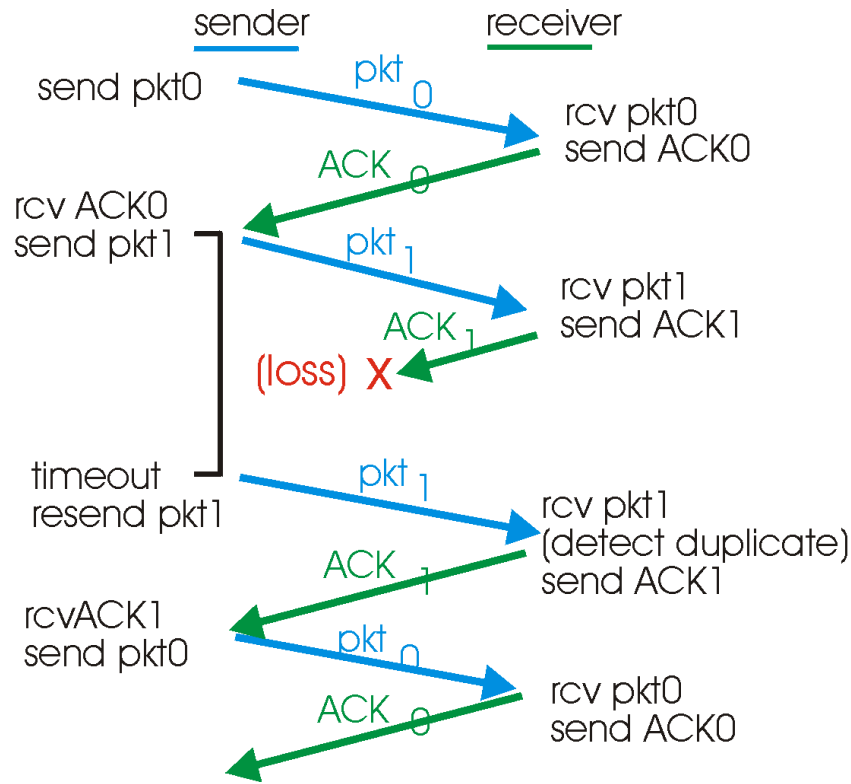 sender
receiver
send pkt0
pkt 0
rcv pkt0
send ACK0
ACK 0
rcv ACK0
send pkt1
pkt 1
rcv pkt1
send ACK1
ACK 1
(loss) X
timeout
resend pkt1
pkt 1
rcv pkt1
(detect duplicate)
send ACK1
ACK 1
rcvACK1
send pkt0
pkt 0
rcv pkt0
send ACK0
ACK 0